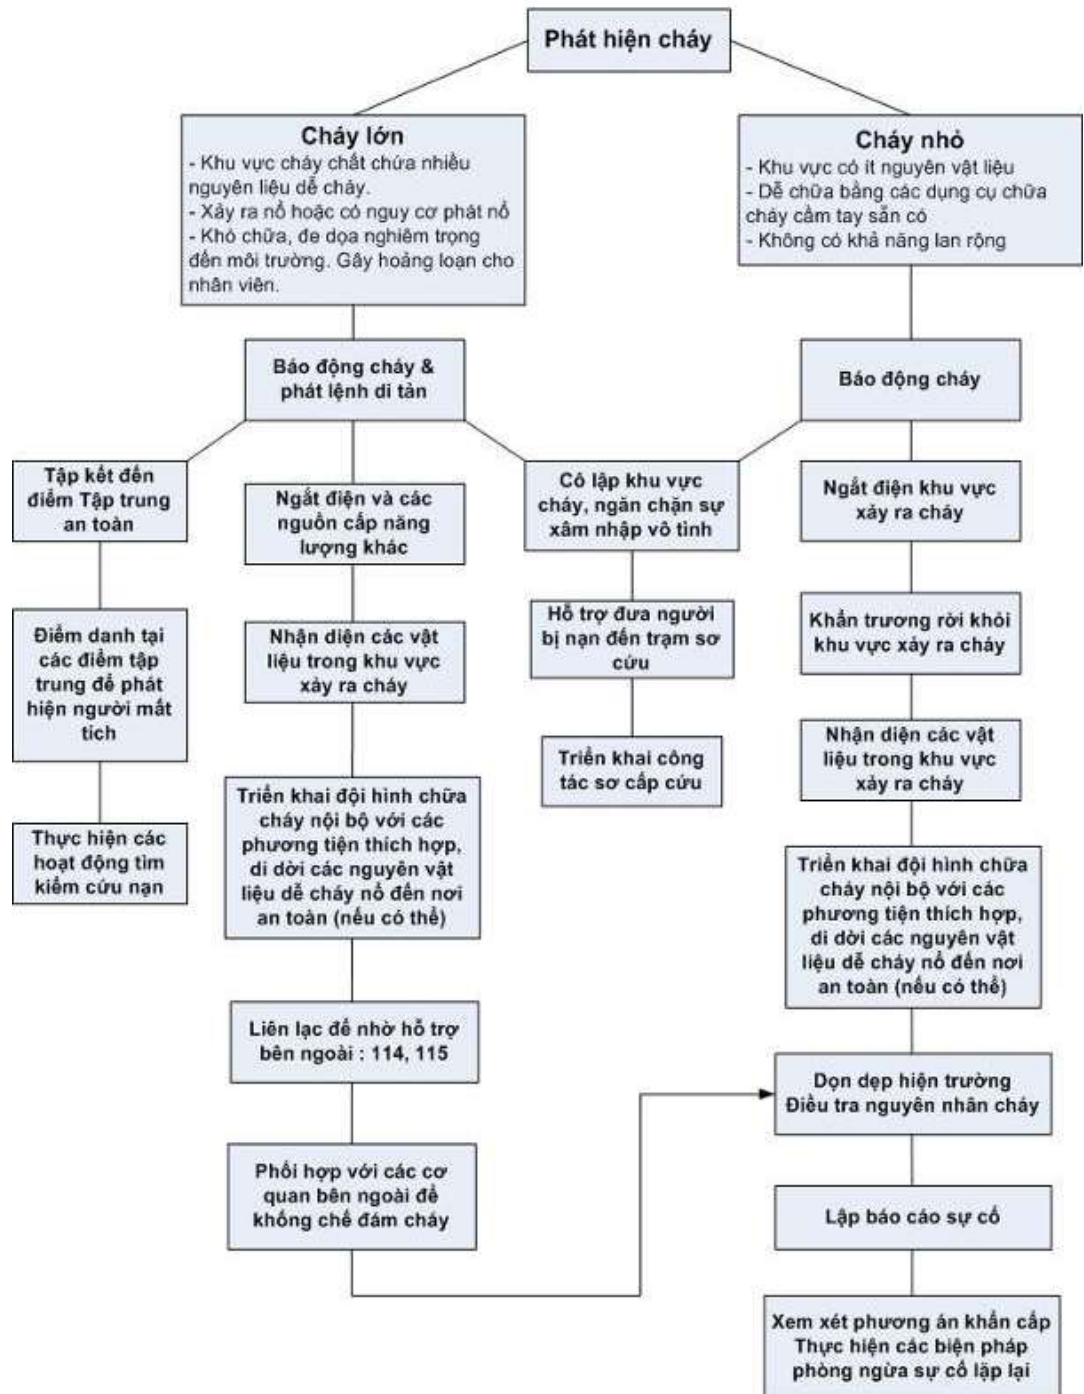 Phát hiện cháy
Cháy lớn
- Khu vực cháy chất chứa nhiều
nguyên liệu dễ cháy.
- Xảy ra nổ hoặc có nguy cơ phát nổ
- Khó chữa, đe dọa nghiêm trọng
đến môi trường. Gây hoảng loạn cho
nhân viên.
Cháy nhỏ
- Khu vực có ít nguyên vật liệu
- Dễ chữa bằng các dụng cụ chữa
cháy cầm tay sẵn có
- Không có khả năng lan rộng
Báo động cháy &
phát lệnh di tản
Báo động cháy
Tập kết đến
điểm Tập trung
an toàn
Ngắt điện và các
nguồn cấp năng
lượng khác
Cô lập khu vực
cháy, ngăn chặn sự
xâm nhập vô tình
Ngắt điện khu vực
xảy ra cháy
Điểm danh tại
các điểm tập
trung để phát
hiện người mất
tích
Nhận diện các vật
liệu trong khu vực
xảy ra cháy
Hỗ trợ đưa người
bị nạn đến trạm sơ
cứu
Khẩn trương rời khỏi
khu vực xảy ra cháy
Triển khai công
tác sơ cấp cứu
Nhận diện các vật
liệu trong khu vực
xảy ra cháy
Thực hiện các
hoạt động tìm
kiếm cứu nạn
Triển khai đội hình chữa
cháy nội bộ với các
phương tiện thích hợp,
di dời các nguyên vật
liệu dễ cháy nổ đến nơi
an toàn (nếu có thể)
Triển khai đội hình chữa
cháy nội bộ với các
phương tiện thích hợp,
di dời các nguyên vật
liệu dễ cháy nổ đến nơi
an toàn (nếu có thể)
Liên lạc để nhờ hỗ trợ
bên ngoài : 114, 115
Dọn dẹp hiện trường
Điều tra nguyên nhân cháy
Phối hợp với các cơ
quan bên ngoài để
khống chế đám cháy
Lập báo cáo sự cố
Xem xét phương án khẩn cấp
Thực hiện các biện pháp
phòng ngừa sự cố lặp lại